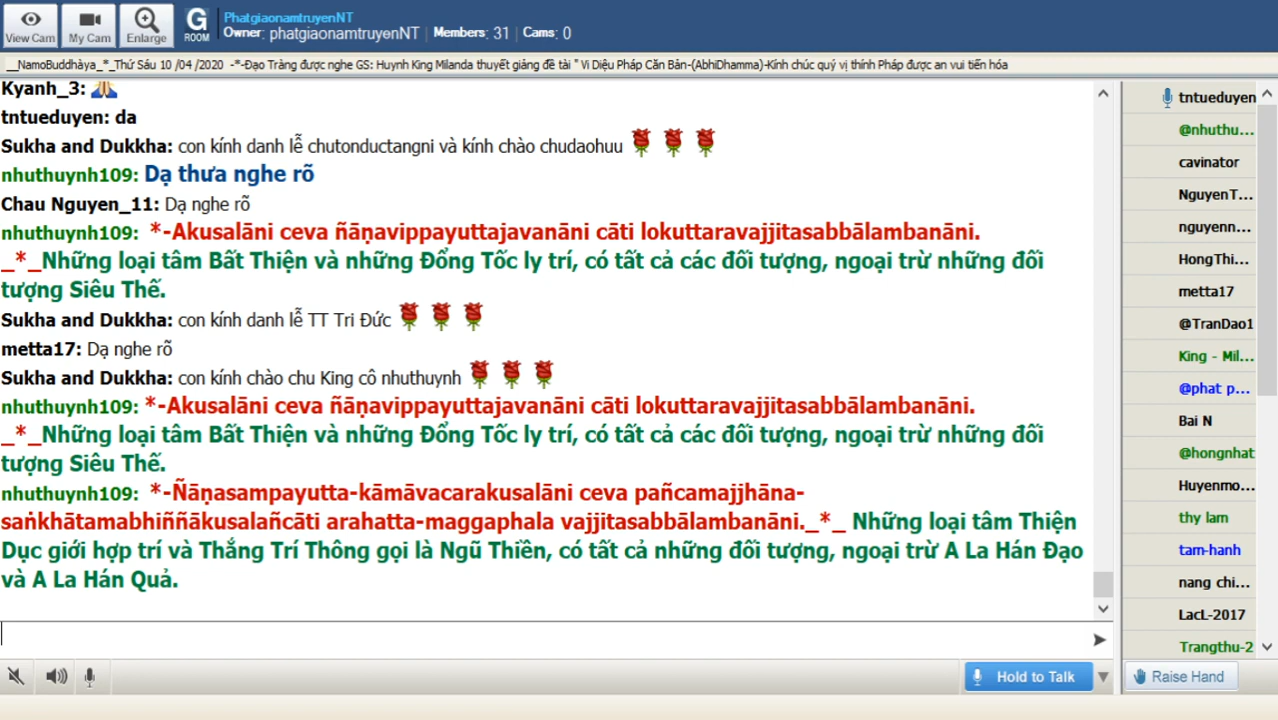 PhatgiaonamtruyenNT
G ROOM
Owner: phatgiaonamtruyenNT | Members: 31 | Cams: 0
View Cam My Cam Enlarge
__NamoBuddhàya_*_Thứ Sáu 10 /04 /2020 -*-Đạo Tràng được nghe GS: Huynh King Milanda thuyết giảng đề tài " Vi Diệu Pháp Căn Bản-(AbhiDhamma)-Kính chúc quý vị thính Pháp được an vui tiến hóa
Kyanh_3:
tntueduyen: da
Sukha and Dukkha: con kính danh lễ chutonductangni và kính chào chudaohuu
nhuthuynh109: Dạ thưa nghe rõ
Chau Nguyen_11: Dạ nghe rõ
nhuthuynh109: *-Akusalāni ceva ñāṇavippayuttajavanāni cāti lokuttaravajjitasabbālambanāni.
_*_Những loại tâm Bất Thiện và những Đổng Tốc ly trí, có tất cả các đối tượng, ngoại trừ những đối
tượng Siêu Thế.
Sukha and Dukkha: con kính danh lễ TT Tri Đức
metta17: Dạ nghe rõ
Sukha and Dukkha: con kính chào chu King cô nhuthuynh
nhuthuynh109: *-Akusalāni ceva ñāṇavippayuttajavanāni cāti lokuttaravajjitasabbālambanāni.
_*_Những loại tâm Bất Thiện và những Đổng Tốc ly trí, có tất cả các đối tượng, ngoại trừ những đối
tượng Siêu Thế.
nhuthuynh109: *-Ñāṇasampayutta-kāmāvacarakusalāni ceva pañcamajjhāna-
saṅkhātamabhiññākusalañcāti arahatta-maggaphala vajjitasabbālambanāni._*_ Những loại tâm Thiện
Dục giới hợp trí và Thắng Trí Thông gọi là Ngũ Thiền, có tất cả những đối tượng, ngoại trừ A La Hán Đạo
và A La Hán Quả.
tntueduyen
@nhuthu...
cavinator
NguyenT...
nguyenn...
HongThi...
metta17
@TranDao1
King - Mil...
@phat p...
Bai N
@hongnhat
Huyenmo...
thy lam
tam-hanh
nang chi...
LacL-2017
Trangthu-2
Hold to Talk
Raise Hand